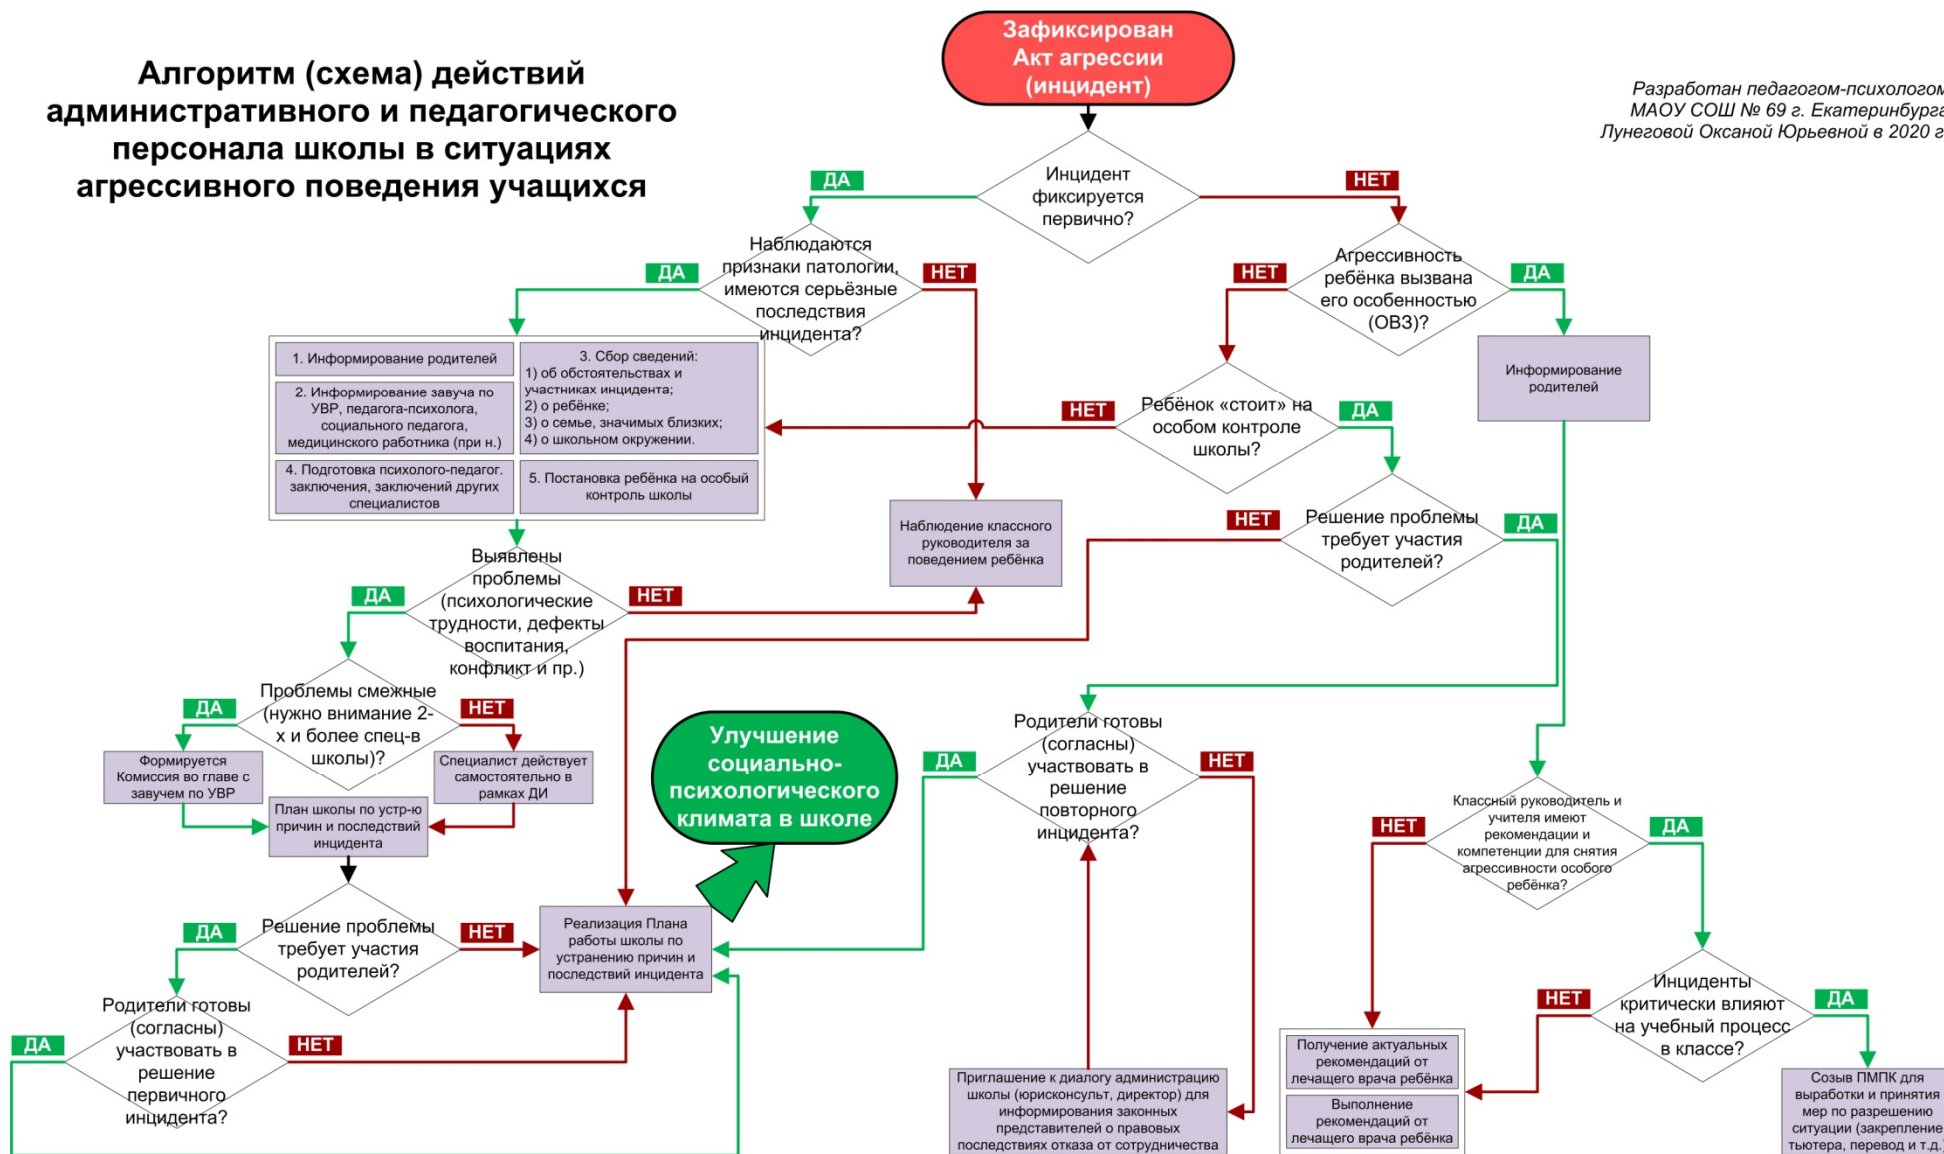 Алгоритм (схема) действий
административного и педагогического
персонала школы в ситуациях
агрессивного поведения учащихся
Зафиксирован
Акт агрессии
(инцидент)
Разработан педагогом-психологом
МАОУ СОШ № 69 г. Екатеринбурга
Лунеговой Оксаной Юрьевной в 2020 г.
Инцидент
фиксируется
первично?
ДА
НЕТ
Наблюдаются
признаки патологии,
имеются серьёзные
последствия
инцидента?
ДА
НЕТ
Агрессивность
ребёнка вызвана
его особенностью
(ОВЗ)?
НЕТ
ДА
1. Информирование родителей
2. Информирование завуча по
УВР, педагога-психолога,
социального педагога,
медицинского работника (при н.)
3. Сбор сведений:
1) об обстоятельствах и
участниках инцидента;
2) о ребёнке;
3) о семье, значимых близких;
4) о школьном окружении.
4. Подготовка психолого-педагог.
заключения, заключений других
специалистов
5. Постановка ребёнка на особый
контроль школы
Информирование
родителей
Ребёнок «стоит» на
особом контроле
школы?
НЕТ
ДА
Наблюдение классного
руководителя за
поведением ребёнка
Решение проблемы
требует участия
родителей?
НЕТ
ДА
Выявлены
проблемы
(психологические
трудности, дефекты
воспитания,
конфликт и пр.)
ДА
НЕТ
Проблемы смежные
(нужно внимание 2-
х и более спец-в
школы)?
ДА
НЕТ
Формируется
Комиссия во главе с
завучем по УВР
Специалист действует
самостоятельно в
рамках ДИ
План школы по устр-ю
причин и последствий
инцидента
Улучшение
социально-
психологического
климата в школе
Родители готовы
(согласны)
участвовать в
решение
повторного
инцидента?
ДА
НЕТ
Классный руководитель и
учителя имеют
рекомендации и
компетенции для снятия
агрессивности особого
ребёнка?
НЕТ
ДА
Решение проблемы
требует участия
родителей?
ДА
НЕТ
Реализация Плана
работы школы по
устранению причин и
последствий инцидента
Родители готовы
(согласны)
участвовать в
решение
первичного
инцидента?
ДА
НЕТ
Инциденты
критически влияют
на учебный процесс
в классе?
НЕТ
ДА
Приглашение к диалогу администрацию
школы (юрисконсульт, директор) для
информирования законных
представителей о правовых
последствиях отказа от сотрудничества
Получение актуальных
рекомендаций от
лечащего врача ребёнка
Выполнение
рекомендаций от
лечащего врача ребёнка
Созыв ПМПК для
выработки и принятия
мер по разрешению
ситуации (закрепление
тьютера, перевод и т.д.)